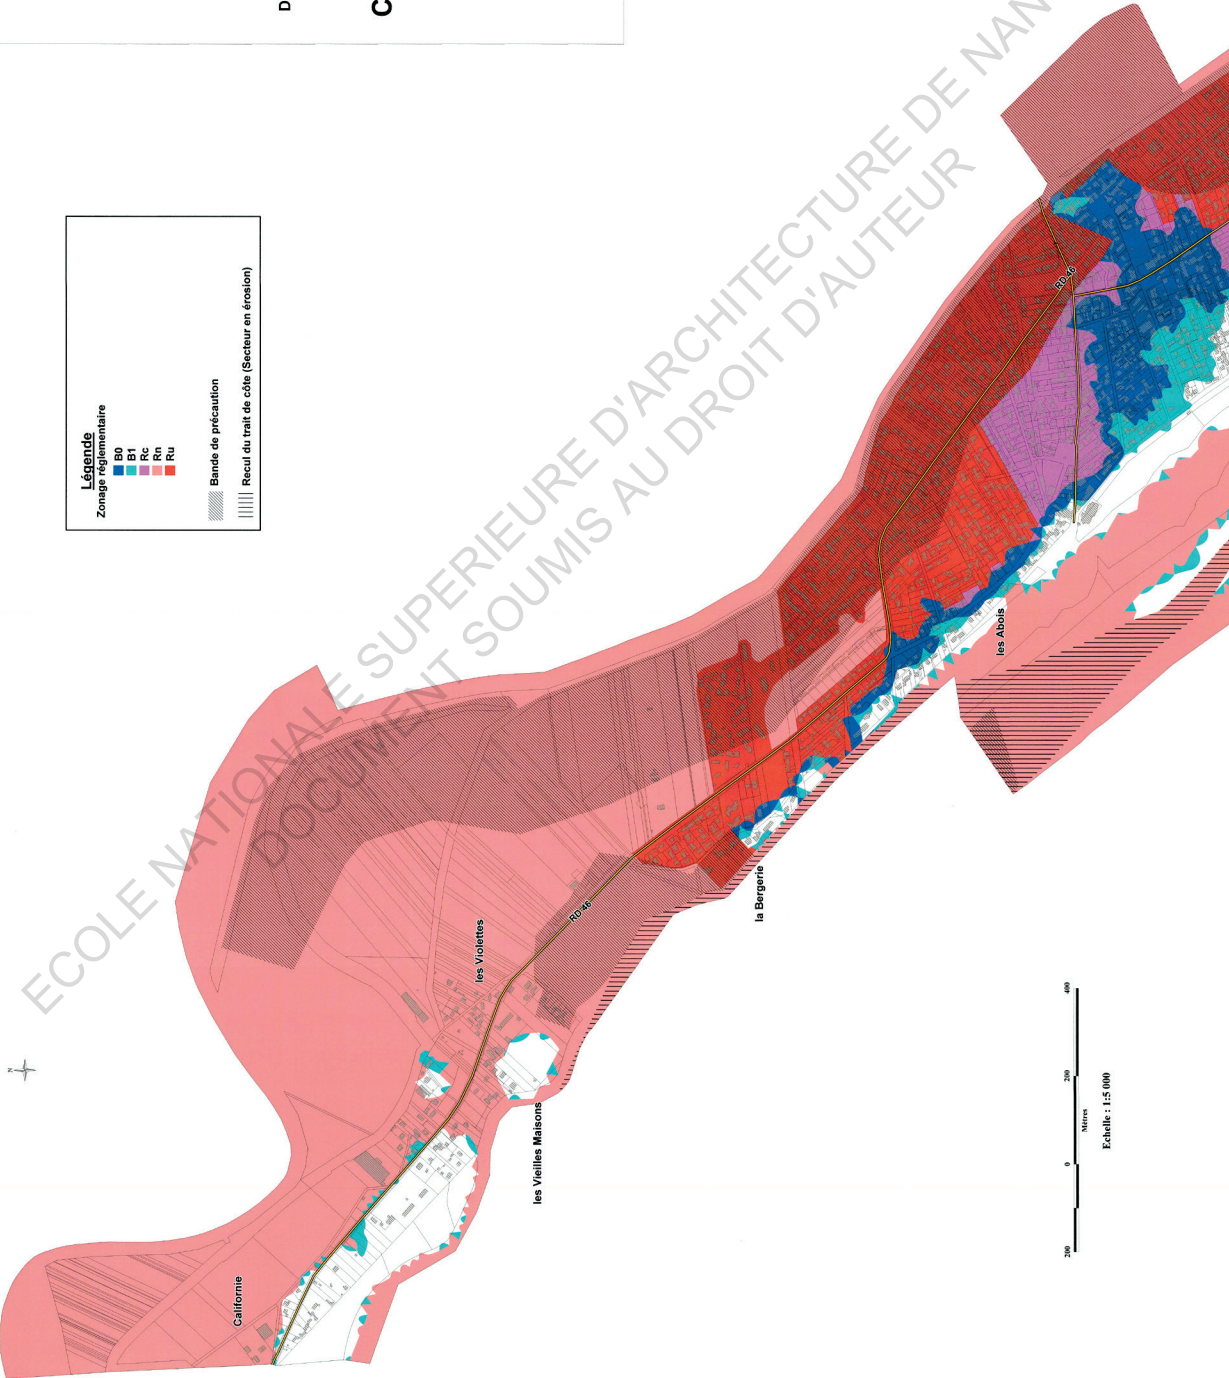 D
C
Légende
Zonage réglementaire
B0
B1
Rc
Rn
Ru
Bande de précaution
Recul du trait de côte (Secteur en érosion)
ECOLE NATIONALE SUPERIEURE D'ARCHITECTURE DE NAN
DOCUMENT SOUMIS AU DROIT D'AUTEUR
RD 46
RD 46
les Abois
la Bergerie
les Violettes
les Vieilles Maisons
Californie
N
200 0 200 400
Mètres
Echelle : 1:5 000